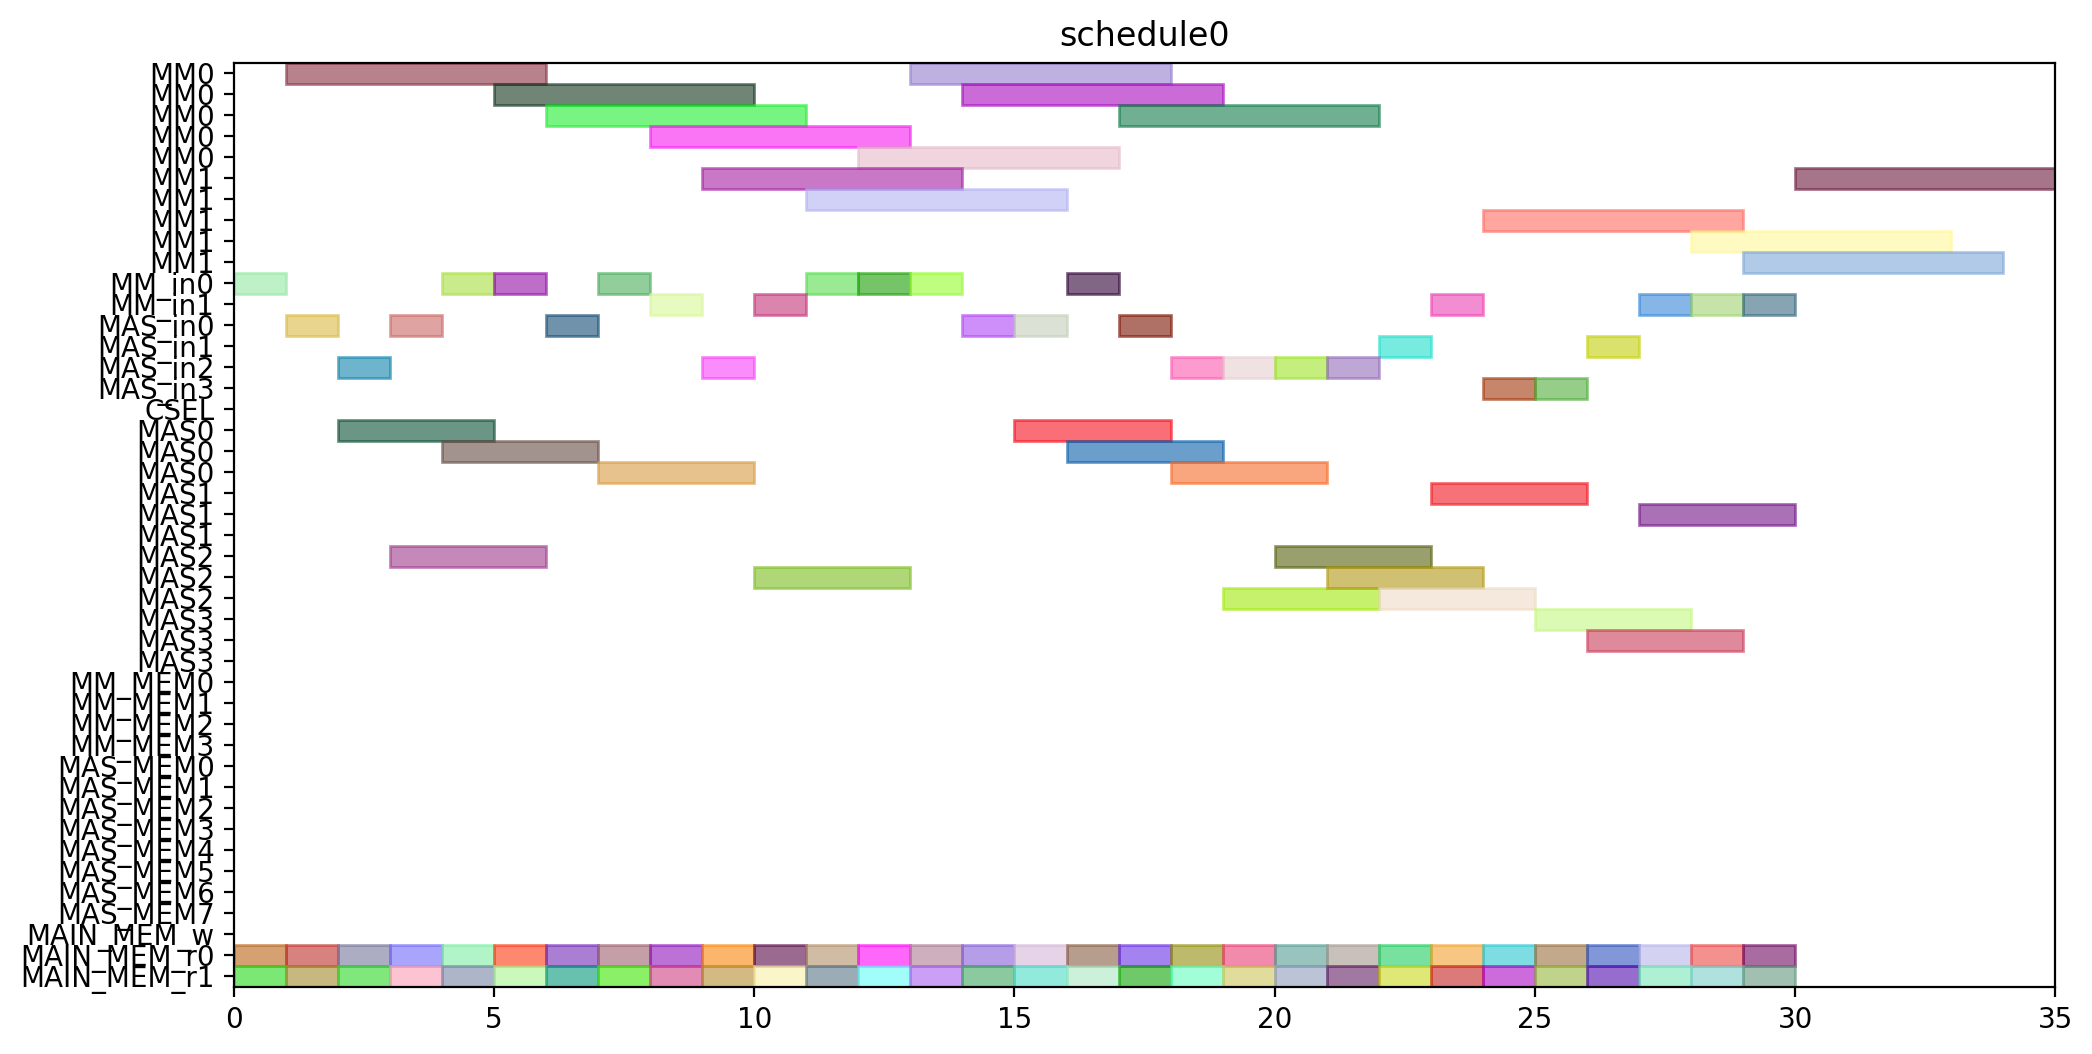 schedule0
MM0
MM0
MM0
MM0
MM0
MM1
MM1
MM1
MM1
MM1
MM_in0
MM_in1
MAS_in0
MAS_in1
MAS_in2
MAS_in3
CSEL
MAS0
MAS0
MAS0
MAS1
MAS1
MAS1
MAS2
MAS2
MAS2
MAS3
MAS3
MAS3
MM_MEM0
MM_MEM1
MM_MEM2
MM_MEM3
MAS_MEM0
MAS_MEM1
MAS_MEM2
MAS_MEM3
MAS_MEM4
MAS_MEM5
MAS_MEM6
MAS_MEM7
MAIN_MEM_w
MAIN_MEM_r0
MAIN_MEM_r1
0 5 10 15 20 25 30 35